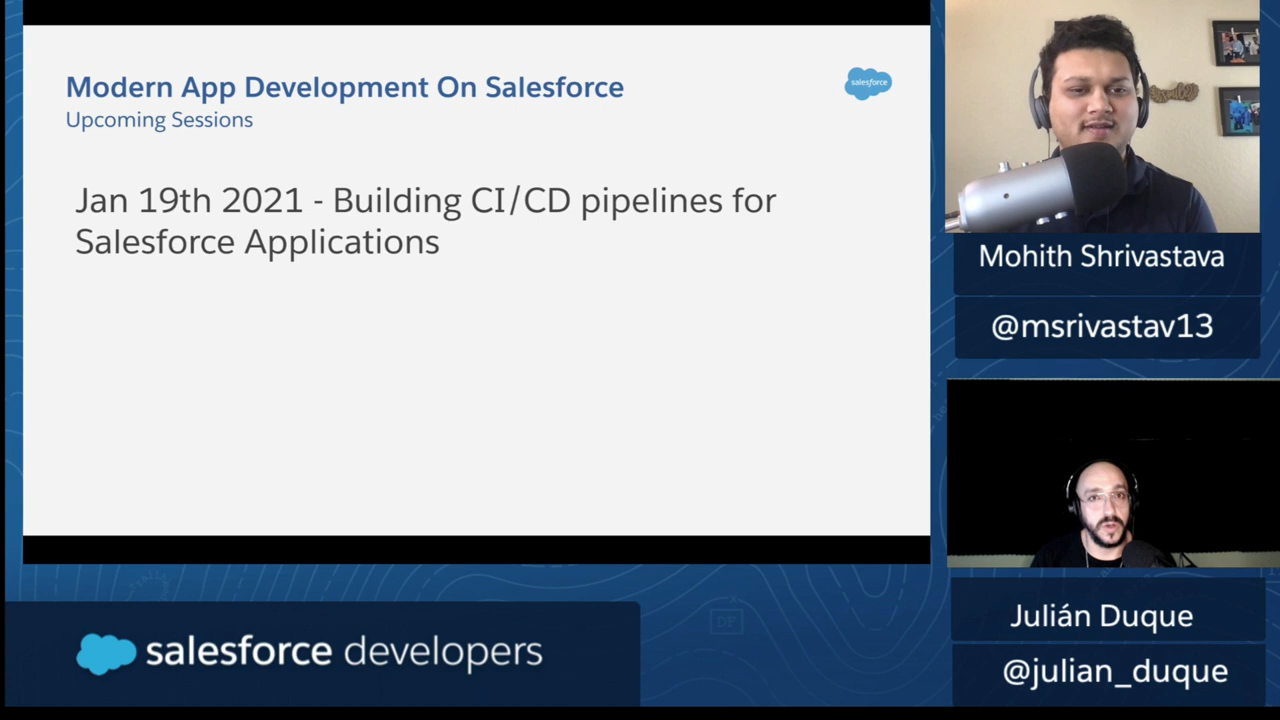 Modern App Development On Salesforce
Upcoming Sessions
salesforce
Jan 19th 2021 - Building CI/CD pipelines for
Salesforce Applications
Mohith Shrivastava
@msrivastav13
Julián Duque
@julian_duque
salesforce developers
DF